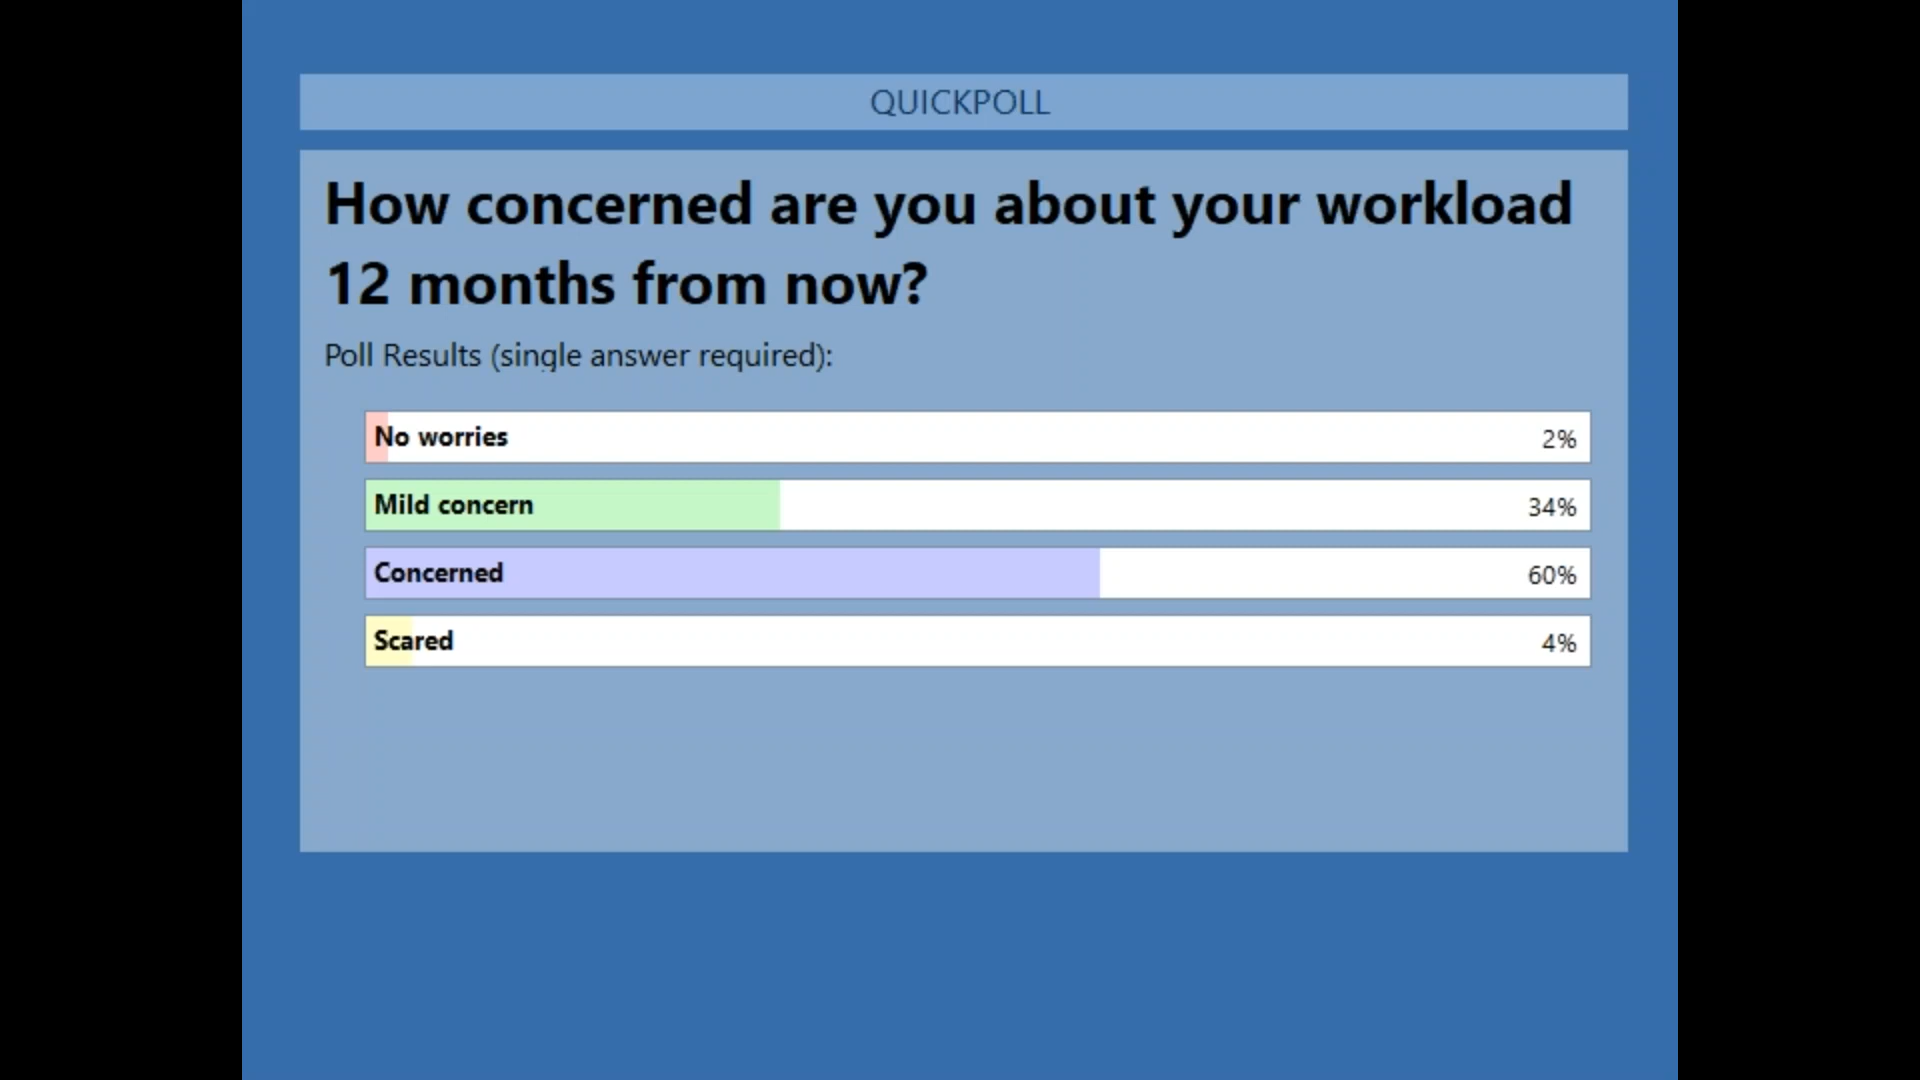 QUICKPOLL
How concerned are you about your workload
12 months from now?
Poll Results (single answer required):
No worries 2%
Mild concern 34%
Concerned 60%
Scared 4%